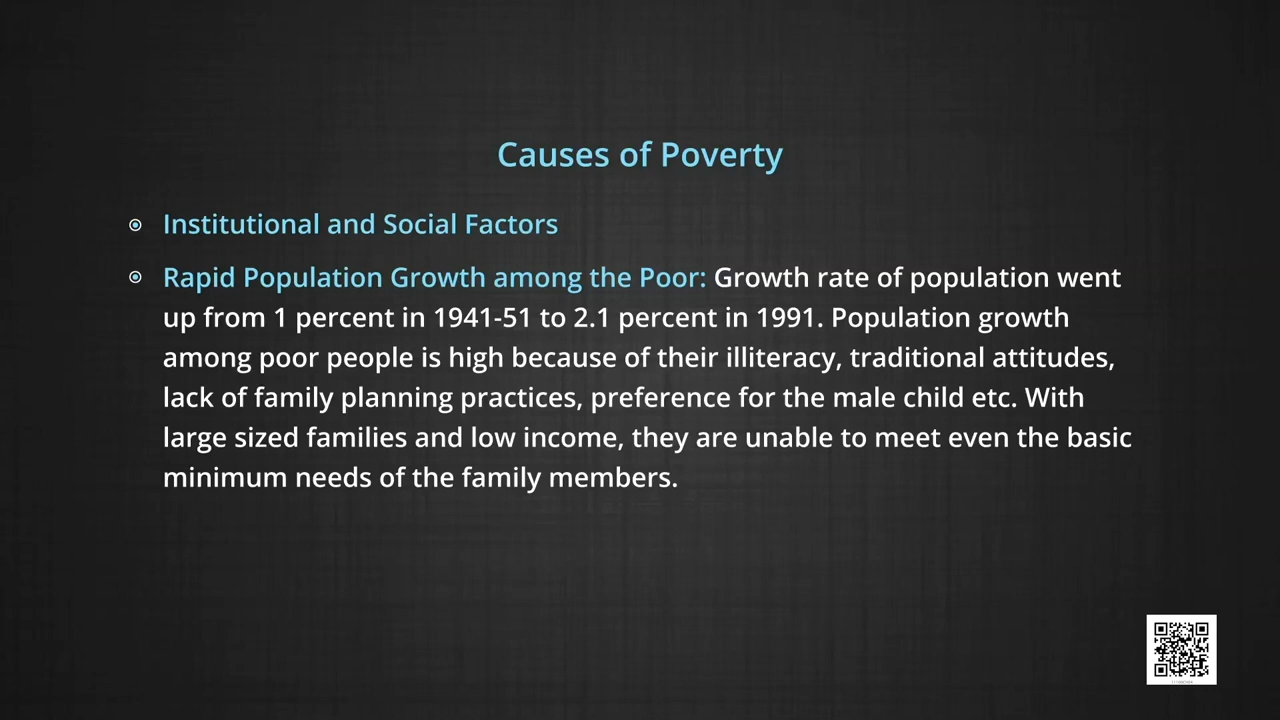 Causes of Poverty
Institutional and Social Factors
Rapid Population Growth among the Poor: Growth rate of population went
up from 1 percent in 1941-51 to 2.1 percent in 1991. Population growth
among poor people is high because of their illiteracy, traditional attitudes,
lack of family planning practices, preference for the male child etc. With
large sized families and low income, they are unable to meet even the basic
minimum needs of the family members.